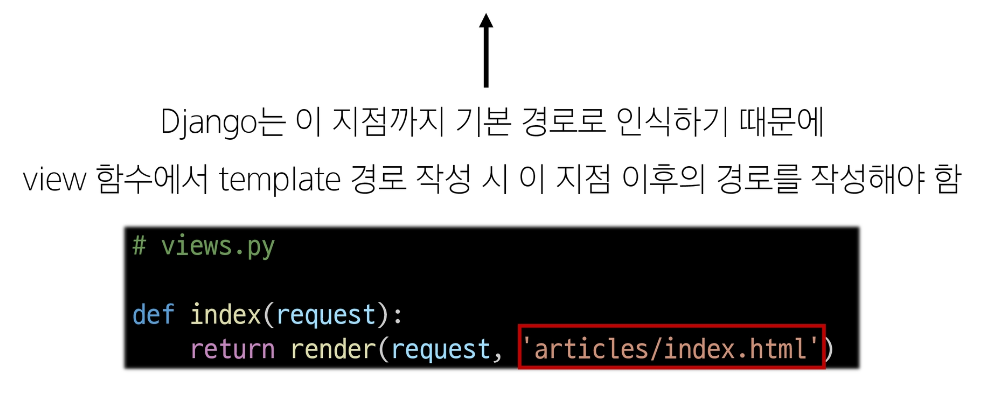 Django는 이 지점까지 기본 경로로 인식하기 때문에
view 함수에서 template 경로 작성 시 이 지점 이후의 경로를 작성해야 함
# views.py
def index(request):
    return render(request, 'articles/index.html')